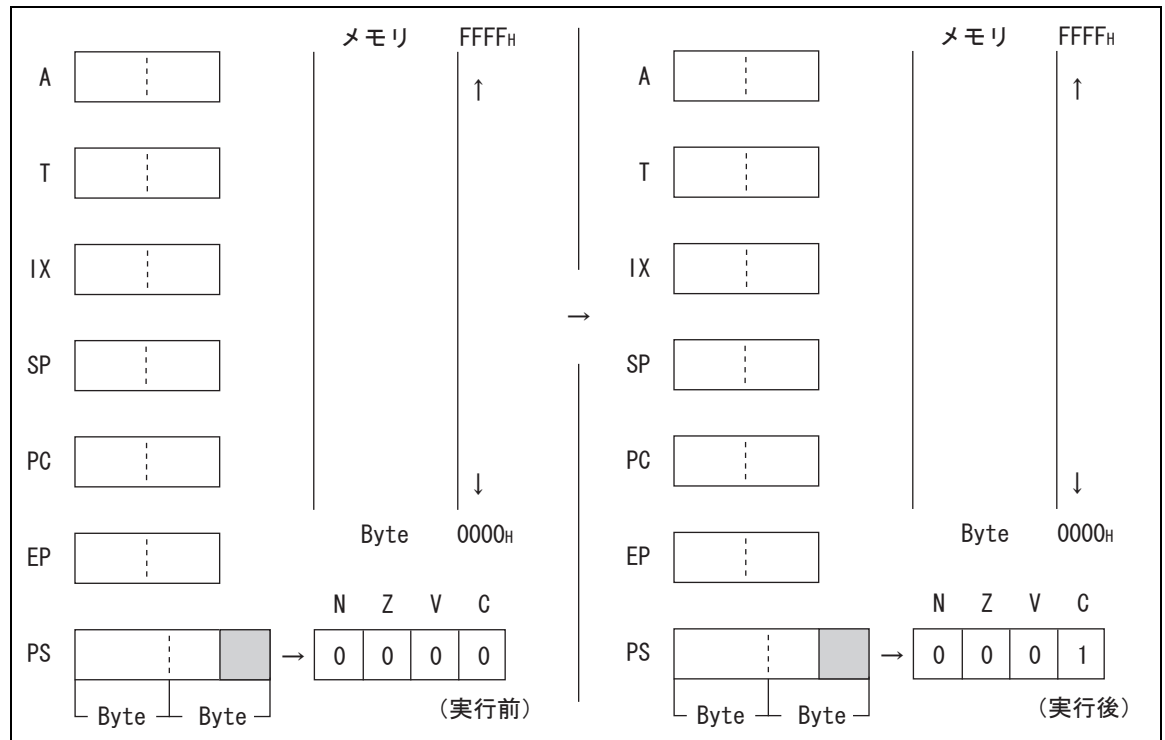 メモリ FFFFH
A ↑
T
IX
SP
PC ↓
Byte 0000H
EP
N Z V C
PS → 0 0 0 0
Byte Byte (実行前)
→
メモリ FFFFH
A ↑
T
IX
SP
PC ↓
Byte 0000H
EP
N Z V C
PS → 0 0 0 1
Byte Byte (実行後)